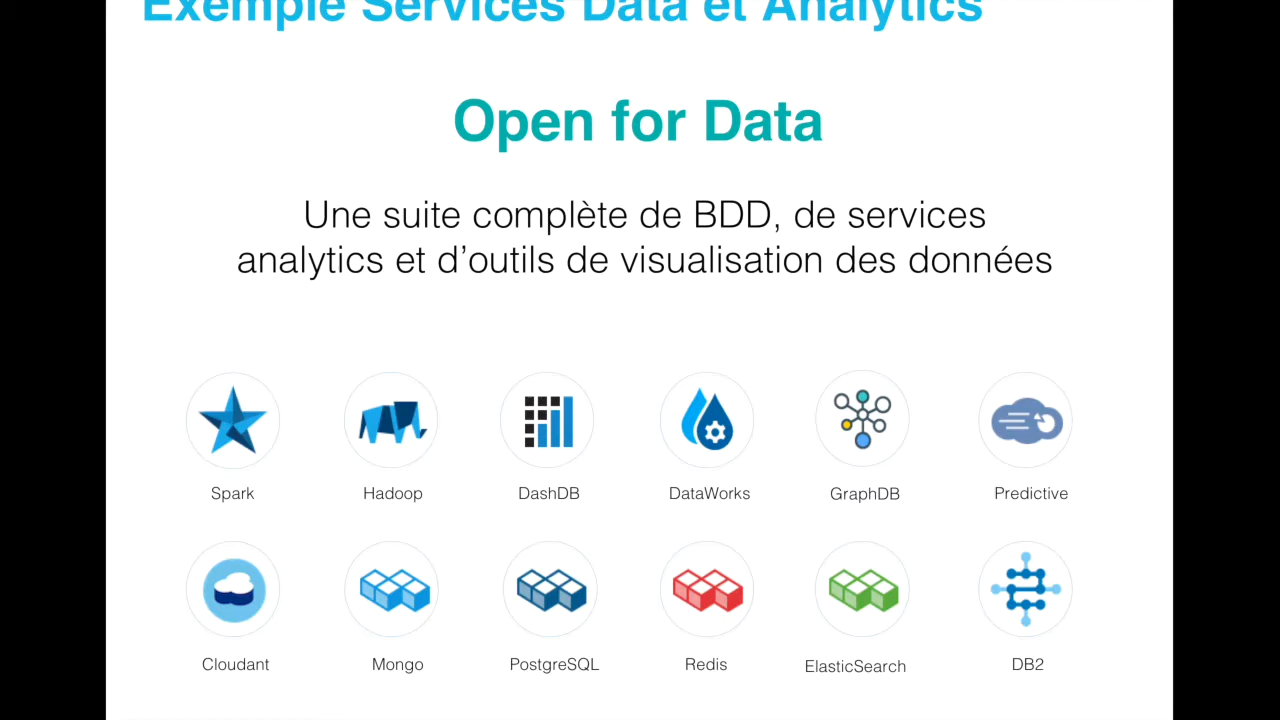 Exemple Services Data et Analytics
Open for Data
Une suite complète de BDD, de services
analytics et d’outils de visualisation des données
Spark
Hadoop
DashDB
DataWorks
GraphDB
Predictive
Cloudant
Mongo
PostgreSQL
Redis
ElasticSearch
DB2